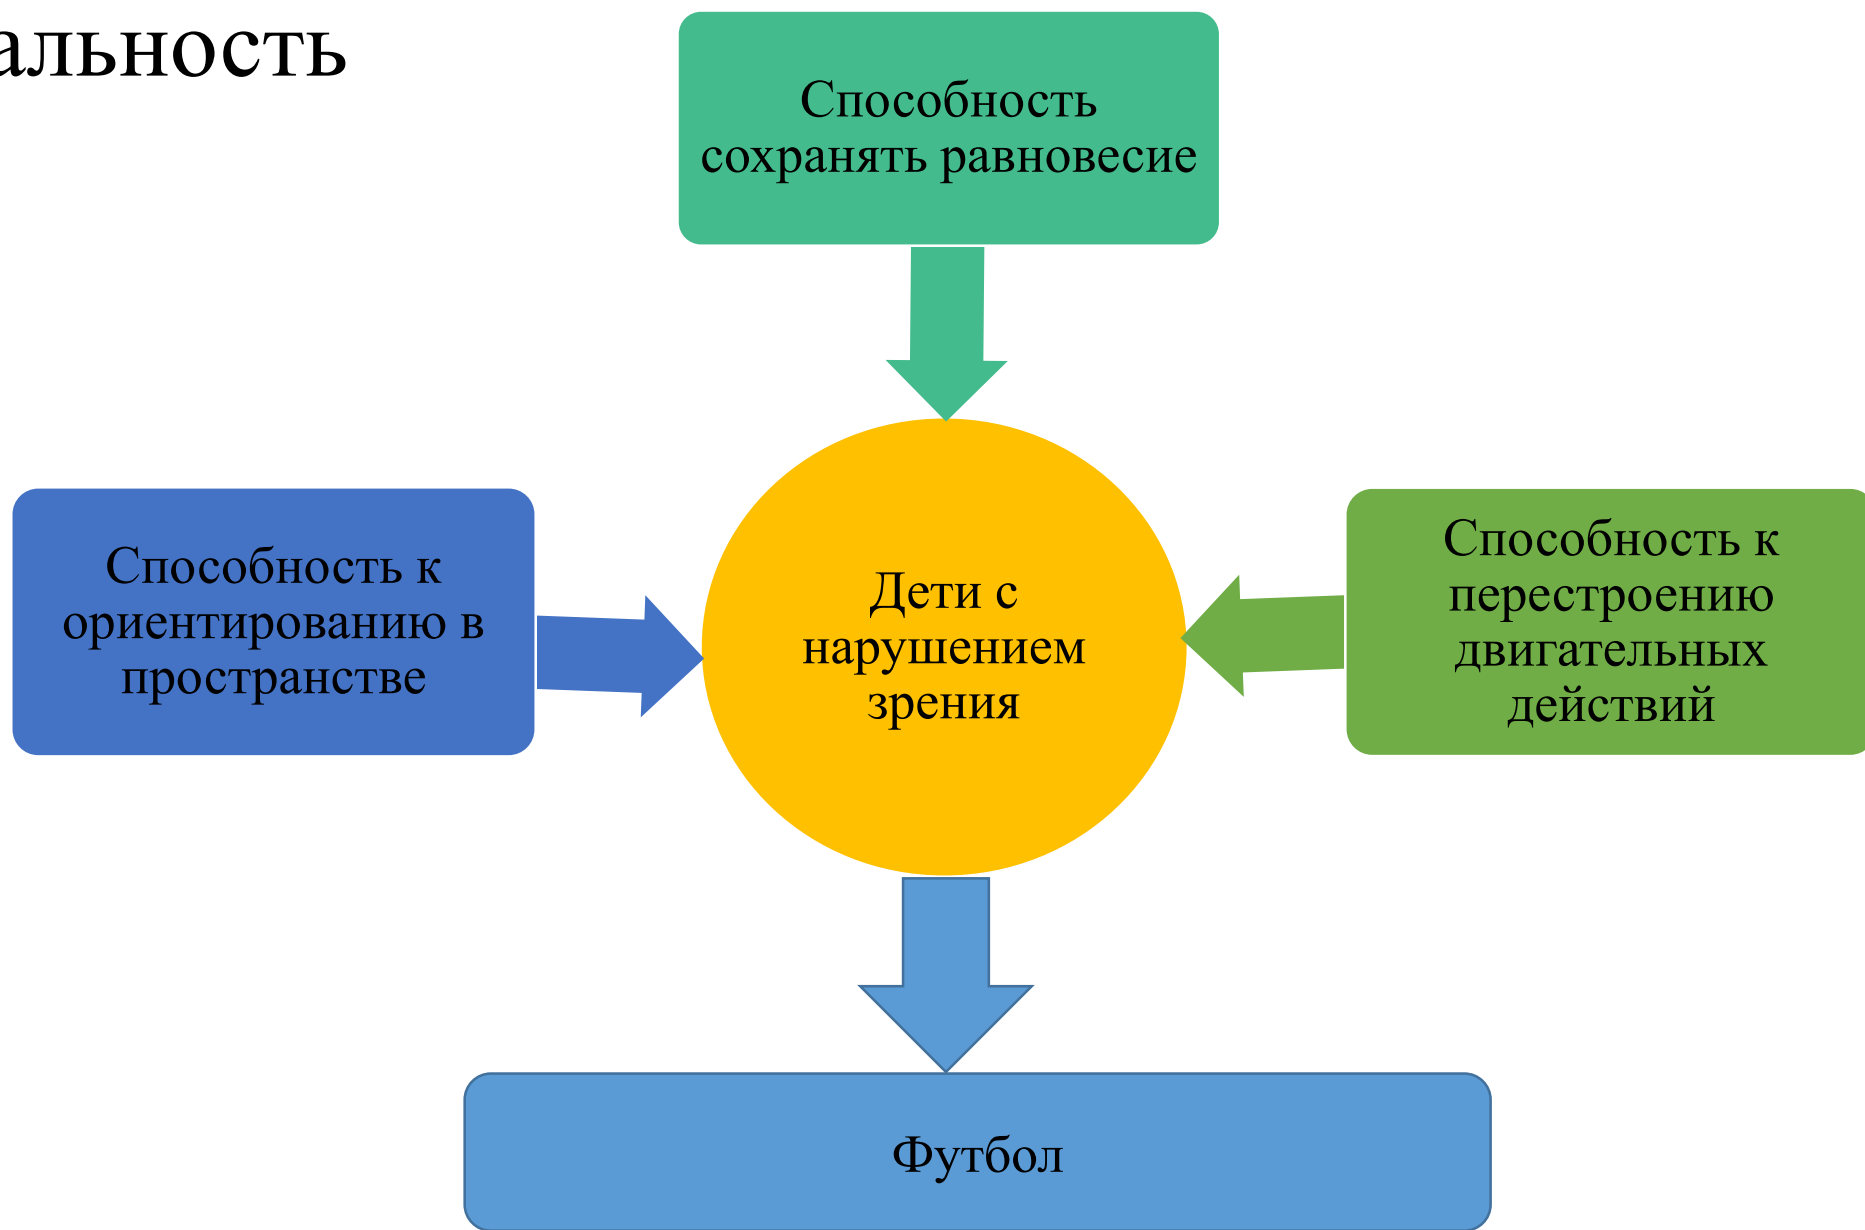 альность
Способность
сохранять равновесие
Способность к
ориентированию в
пространстве
Дети с
нарушением
зрения
Способность к
перестроению
двигательных
действий
Футбол